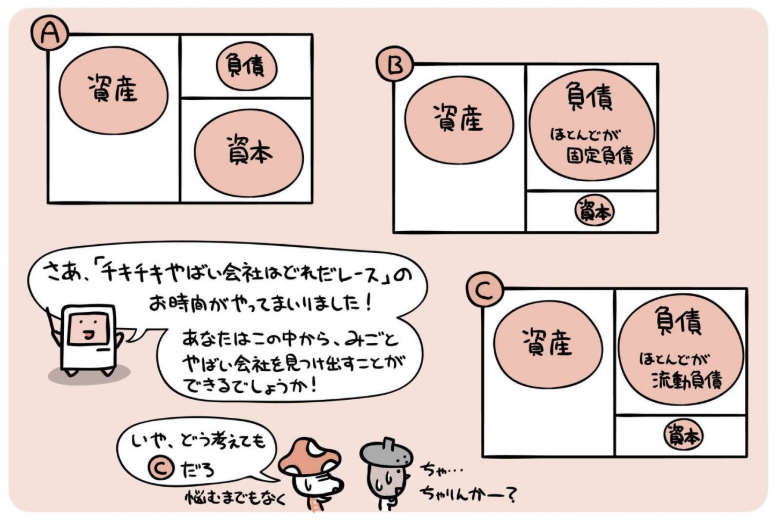 A
資産
負債
資本
B
資産
負債
ほとんどが
固定負債
資本
さあ、「チキチキやばい会社はどれだレース」の
お時間がやってまいりました!
あなたはこの中から、みごと
やばい会社を見つけ出すことが
できるでしょうか!
C
資産
負債
ほとんどが
流動負債
資本
いや、どう考えても
Cだろ
悩むまでもなく
ちゃ…
ちゃりんかー?